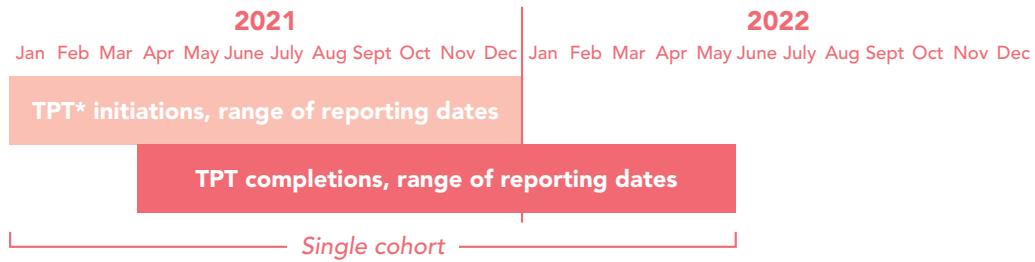 2021 2022
Jan Feb Mar Apr May June July Aug Sept Oct Nov Dec Jan Feb Mar Apr May June July Aug Sept Oct Nov Dec
TPT* initiations, range of reporting dates
TPT completions, range of reporting dates
Single cohort